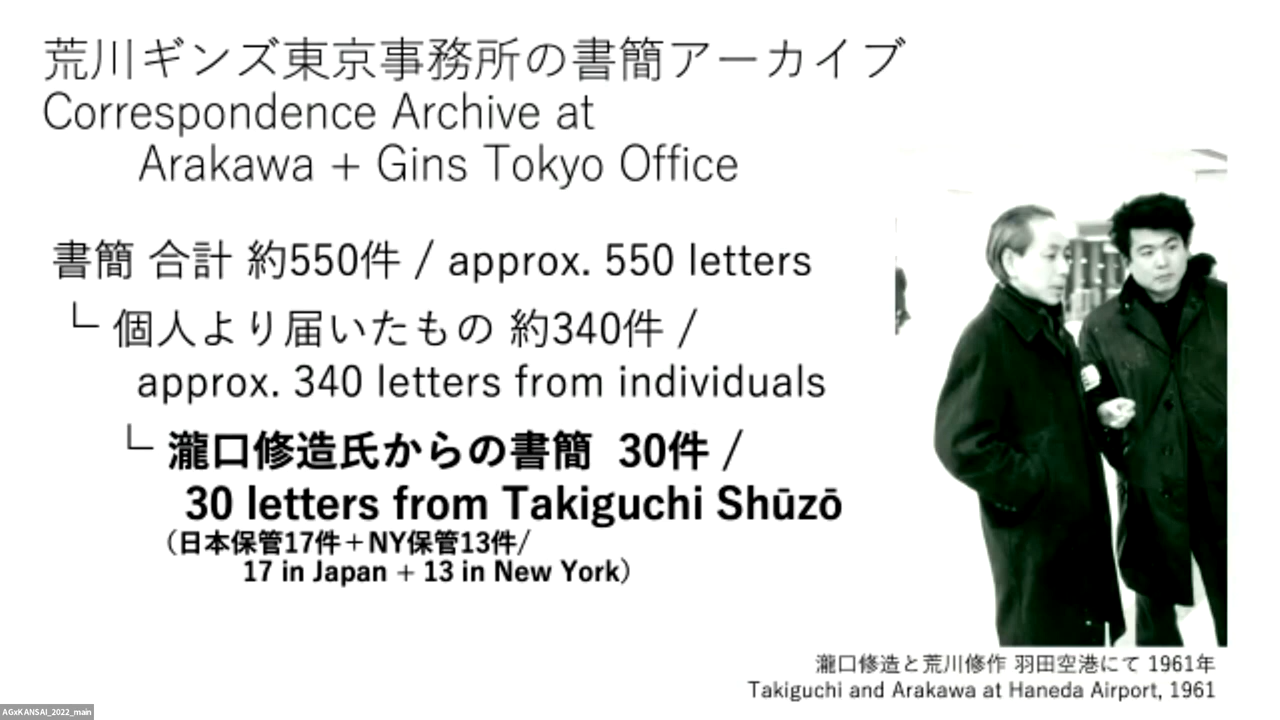 荒川ギンズ東京事務所の書簡アーカイブ
Correspondence Archive at
Arakawa + Gins Tokyo Office
書簡 合計 約550件 / approx. 550 letters
└ 個人より届いたもの 約340件 /
approx. 340 letters from individuals
└ 瀧口修造氏からの書簡 30件 /
30 letters from Takiguchi Shūzō
（日本保管17件＋NY保管13件/
17 in Japan + 13 in New York）
瀧口修造と荒川修作 羽田空港にて 1961年
Takiguchi and Arakawa at Haneda Airport, 1961
AGxKANSAI_2022_main